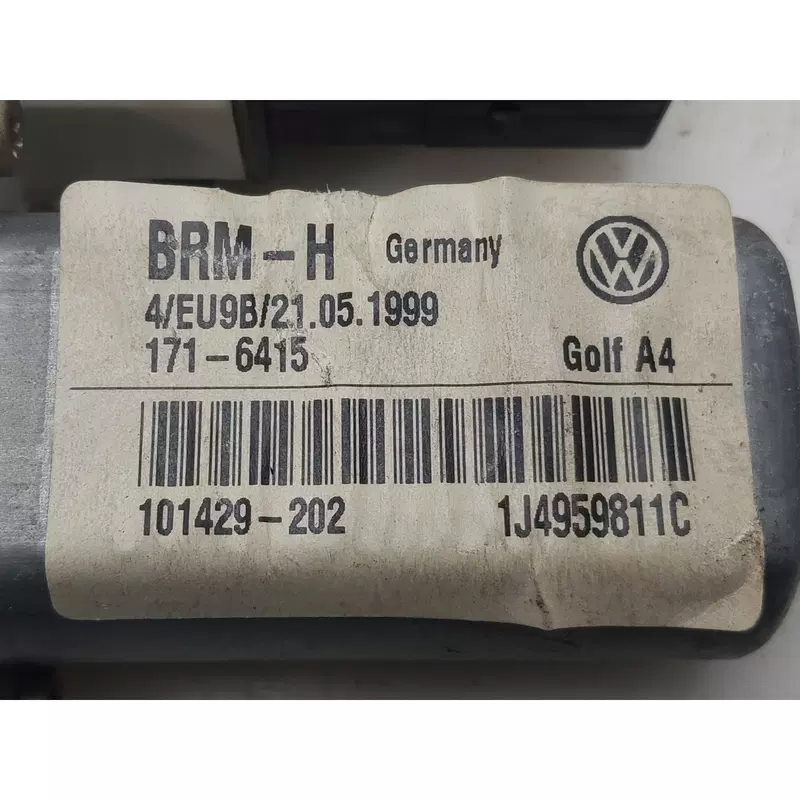 BRM-H Germany
4/EU9B/21.05.1999
171-6415 Golf A4
101429-202 1J4959811C